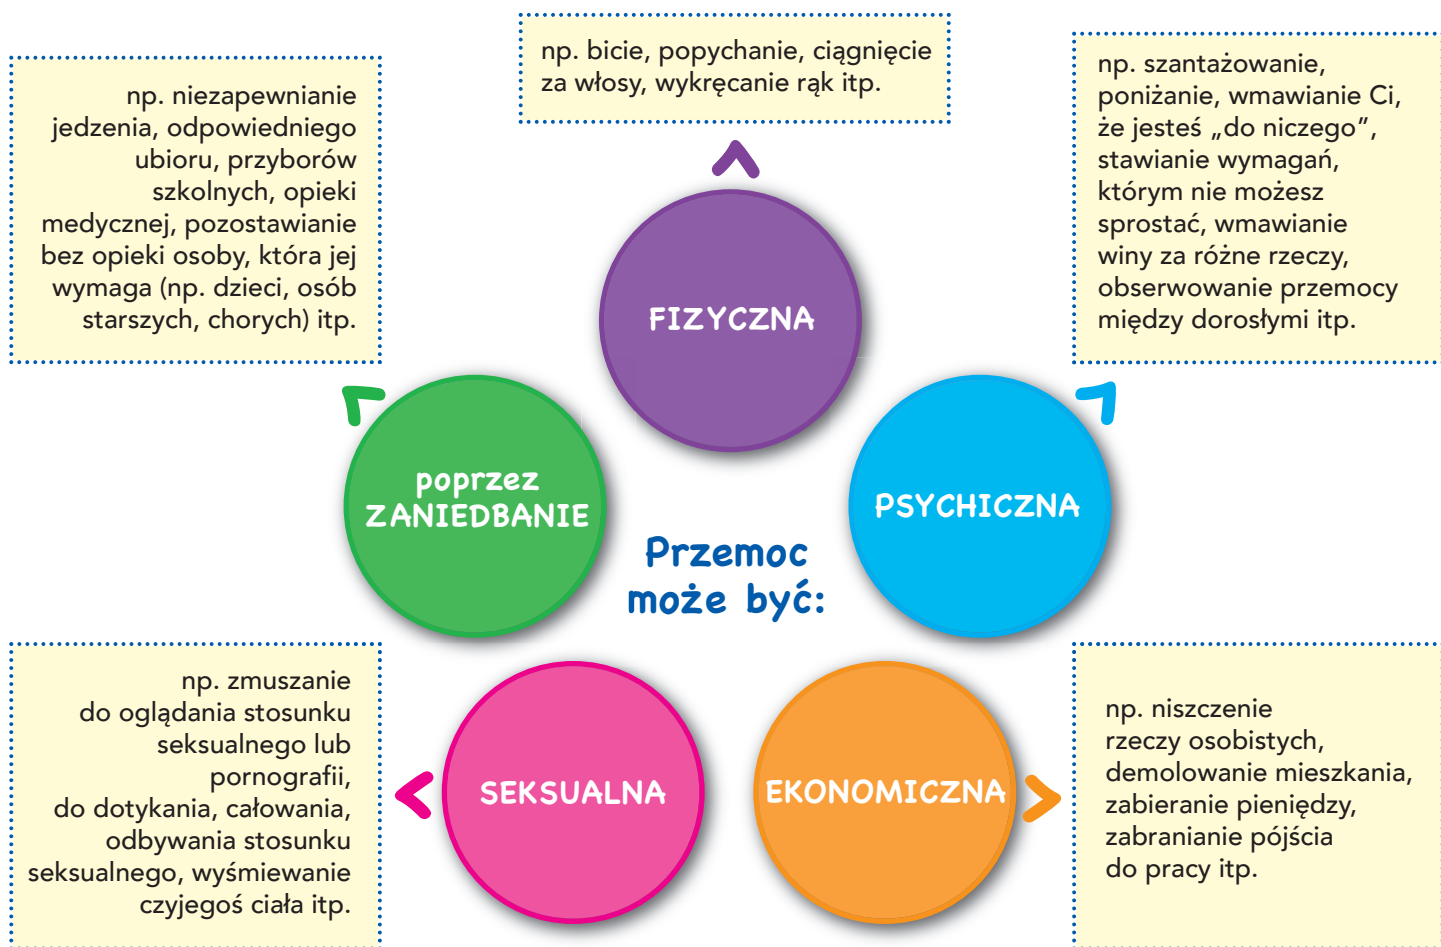 np. bicie, popychanie, ciągnięcie
za włosy, wykręcanie rąk itp.
np. niezapewnianie
jedzenia, odpowiedniego
ubioru, przyborów
szkolnych, opieki
medycznej, pozostawianie
bez opieki osoby, która jej
wymaga (np. dzieci, osób
starszych, chorych) itp.
np. szantażowanie,
poniżanie, wmawianie Ci,
że jesteś „do niczego”,
stawianie wymagań,
którym nie możesz
sprostać, wmawianie
winy za różne rzeczy,
obserwowanie przemocy
między dorosłymi itp.
FIZYCZNA
poprzez
ZANIEDBANIE
PSYCHICZNA
Przemoc
może być:
np. zmuszanie
do oglądania stosunku
seksualnego lub
pornografii,
do dotykania, całowania,
odbywania stosunku
seksualnego, wyśmiewanie
czyjegoś ciała itp.
SEKSUALNA
EKONOMICZNA
np. niszczenie
rzeczy osobistych,
demolowanie mieszkania,
zabieranie pieniędzy,
zabranianie pójścia
do pracy itp.